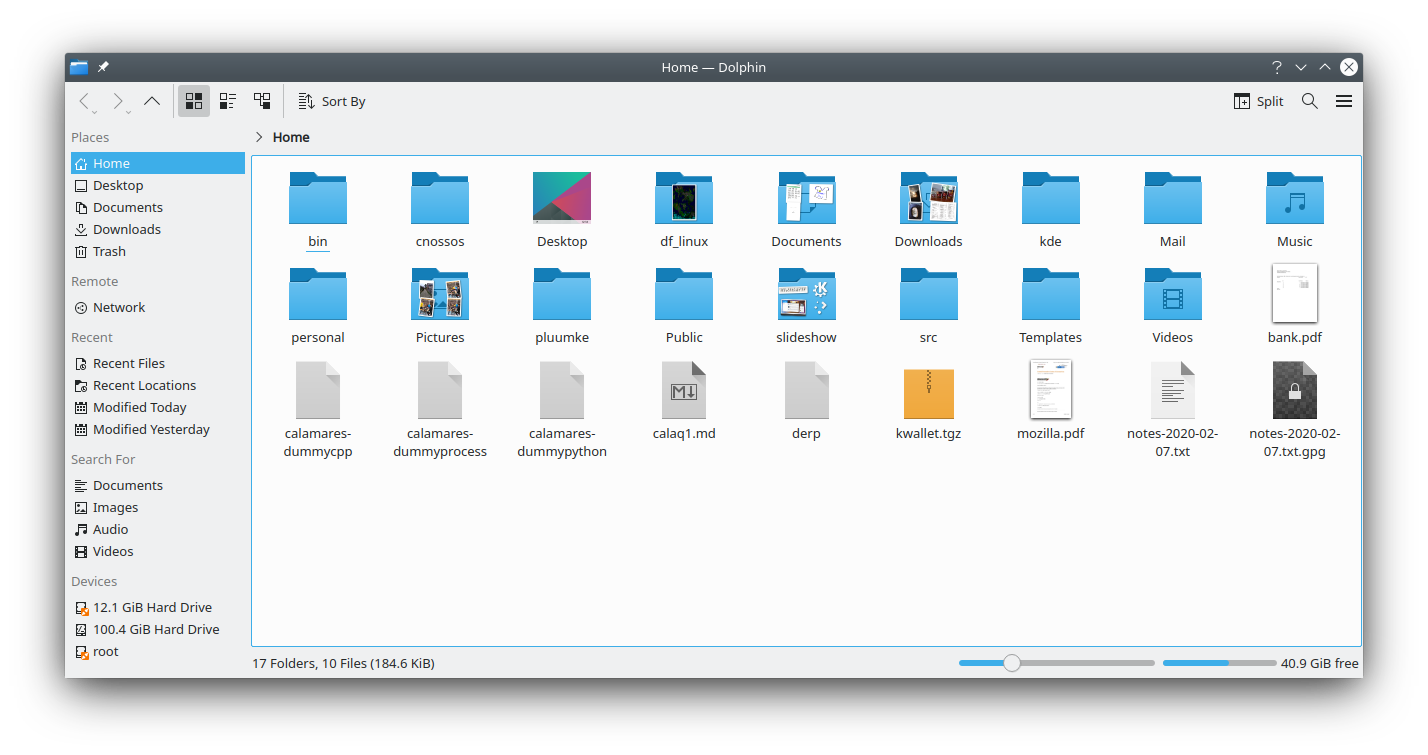 Home — Dolphin
Sort By
Split
Places
Home
Desktop
Documents
Downloads
Trash
Remote
Network
Recent
Recent Files
Recent Locations
Modified Today
Modified Yesterday
Search For
Documents
Images
Audio
Videos
Devices
12.1 GiB Hard Drive
100.4 GiB Hard Drive
root
Home
bin
cnossos
Desktop
df_linux
Documents
Downloads
kde
Mail
Music
personal
Pictures
pluumke
Public
slideshow
src
Templates
Videos
bank.pdf
calamares-
dummycpp
calamares-
dummyprocess
calamares-
dummypython
calaq1.md
derp
kwallet.tgz
mozilla.pdf
notes-2020-02-
07.txt
notes-2020-02-
07.txt.gpg
17 Folders, 10 Files (184.6 KiB)
40.9 GiB free